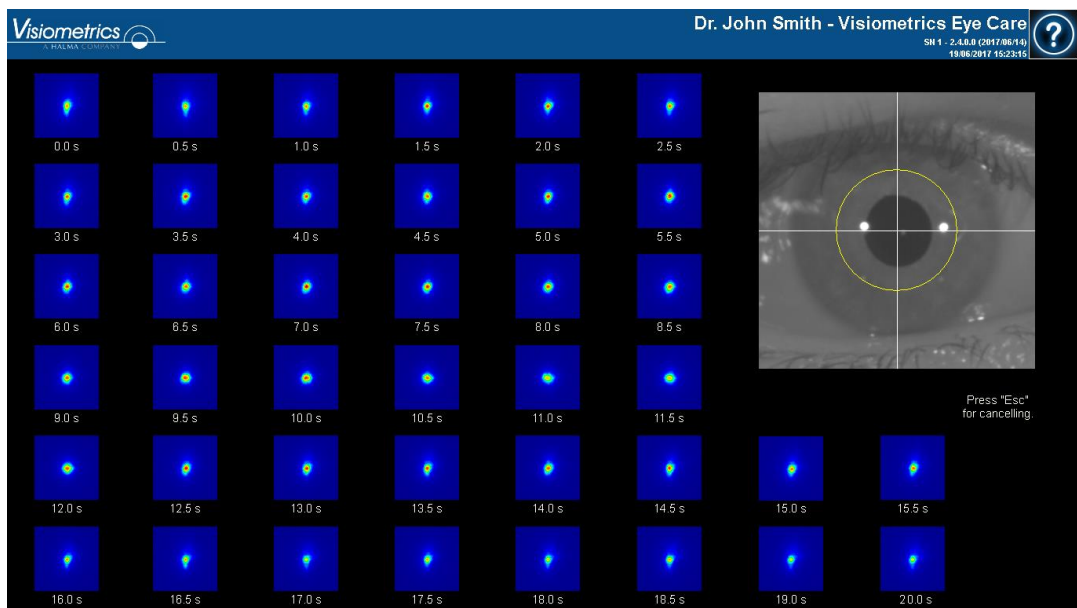 Visiometrics
A HALMA COMPANY
Dr. John Smith - Visiometrics Eye Care
SN 1 - 2.4.0.0 (2017/06/14)
19/06/2017 15:23:15
?
0.0 s 0.5 s 1.0 s 1.5 s 2.0 s 2.5 s
3.0 s 3.5 s 4.0 s 4.5 s 5.0 s 5.5 s
6.0 s 6.5 s 7.0 s 7.5 s 8.0 s 8.5 s
Press "Esc"
for cancelling.
9.0 s 9.5 s 10.0 s 10.5 s 11.0 s 11.5 s
12.0 s 12.5 s 13.0 s 13.5 s 14.0 s 14.5 s 15.0 s 15.5 s
16.0 s 16.5 s 17.0 s 17.5 s 18.0 s 18.5 s 19.0 s 20.0 s